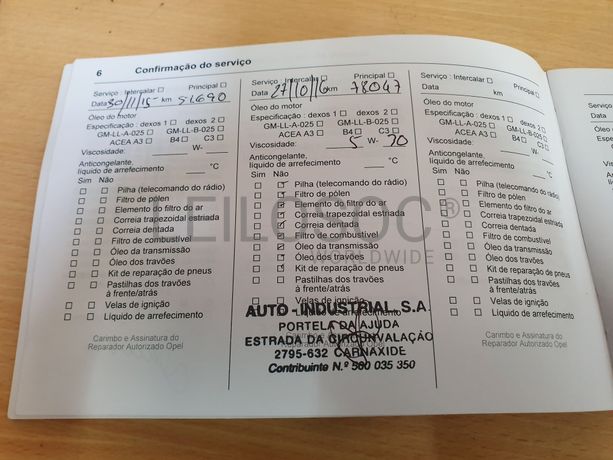 6 Confirmação do serviço
Serviço: Intercalar ☐ Principal ☐
Data 30/11/15 km 51690
Óleo do motor
Especificação: dexos 1 ☐ dexos 2 ☐
GM-LL-A-025 ☐ GM-LL-B-025 ☐
ACEA A3 ☐ B4 ☐ C3 ☐
Viscosidade: W-
Anticongelante,
líquido de arrefecimento °C
Sim Não
☐ ☐ Pilha (telecomando do rádio)
☐ ☐ Filtro de pólen
☐ ☐ Elemento do filtro do ar
☐ ☐ Correia trapezoidal estriada
☐ ☐ Correia dentada
☐ ☐ Filtro de combustível
☐ ☐ Óleo da transmissão
☐ ☐ Óleo dos travões
☐ ☐ Kit de reparação de pneus
☐ ☐ Pastilhas dos travões
à frente/atrás
☐ ☐ Velas de ignição
☐ ☐ Líquido de arrefecimento
Carimbo e Assinatura do
Reparador Autorizado Opel
Serviço: Intercalar Principal ☐
Data 27/10/16 km 78047
Óleo do motor
Especificação: dexos 1 ☐ dexos 2 ☐
GM-LL-A-025 ☐ GM-LL-B-025 ☐
ACEA A3 ☐ B4 ☐ C3 ☐
Viscosidade: 5 W-
Anticongelante,
líquido de arrefecimento °C
Sim Não
Pilha (telecomando do rádio)
Filtro de pólen
Elemento do filtro do ar
Correia trapezoidal estriada
Correia dentada
Filtro de combustível
Óleo da transmissão
Óleo dos travões
Kit de reparação de pneus
Pastilhas dos travões
à frente/atrás
Velas de ignição
Líquido de arrefecimento
AUTO - INDUSTRIAL, S.A.
PORTELA DA AJUDA
ESTRADA DA CIRCUNVALAÇÃO
2795-632 CARNAXIDE
Contribuinte N.º 500 035 350
Reparador Autorizado Opel
Serviço: Intercalar ☐ Principal ☐
Data km
Óleo do motor
Especificação: dexos 1 ☐ dexos 2 ☐
GM-LL-A-025 ☐ GM-LL-B-025 ☐
ACEA A3 ☐ B4 ☐ C3 ☐
Viscosidade: W-
Anticongelante,
líquido de arrefecimento °C
Sim Não
☐ ☐ Pilha (telecomando do rádio)
☐ ☐ Filtro de pólen
☐ ☐ Elemento do filtro do ar
☐ ☐ Correia trapezoidal estriada
☐ ☐ Correia dentada
☐ ☐ Filtro de combustível
☐ ☐ Óleo da transmissão
☐ ☐ Óleo dos travões
☐ ☐ Kit de reparação de pneus
☐ ☐ Pastilhas dos travões
à frente/atrás
☐ ☐ Velas de ignição
☐ ☐ Líquido de arrefecimento
Carimbo e Assinatura do
Reparador Autorizado Opel
LEILOSOC®
WORLDWIDE